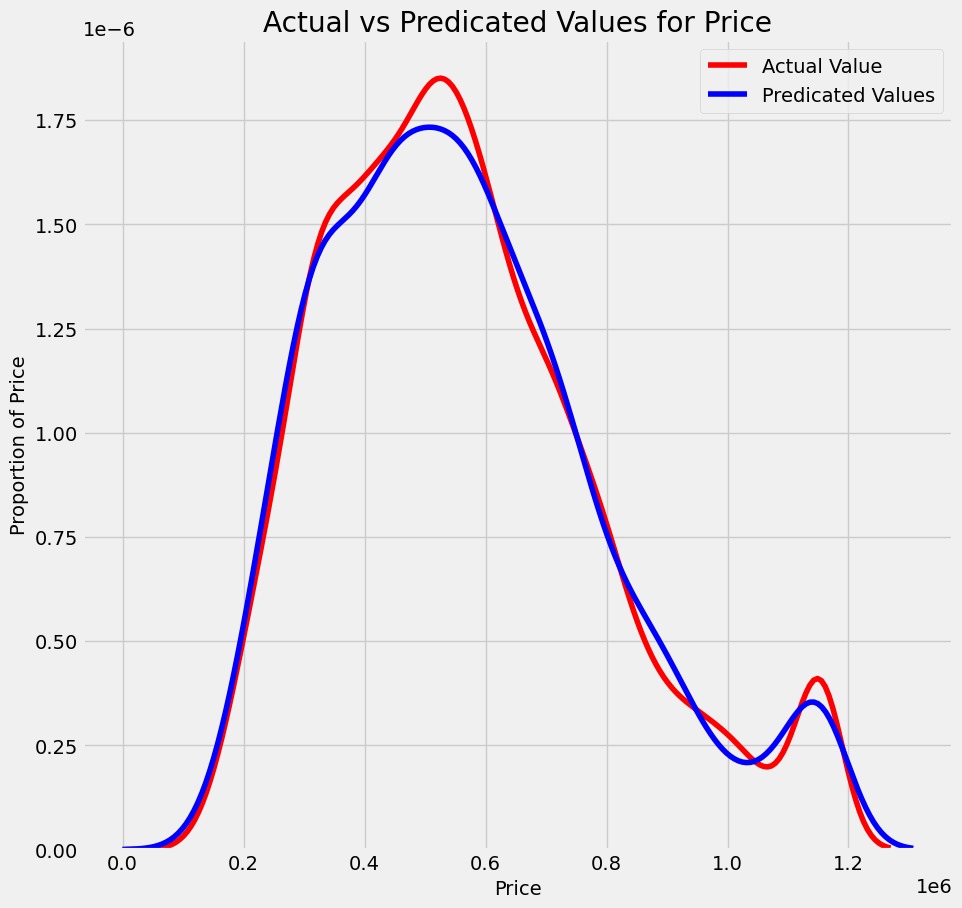 Actual vs Predicated Values for Price
1e−6
Actual Value
Predicated Values
1.75
1.50
1.25
1.00
0.75
0.50
0.25
0.00
Proportion of Price
0.0 0.2 0.4 0.6 0.8 1.0 1.2
Price
1e6